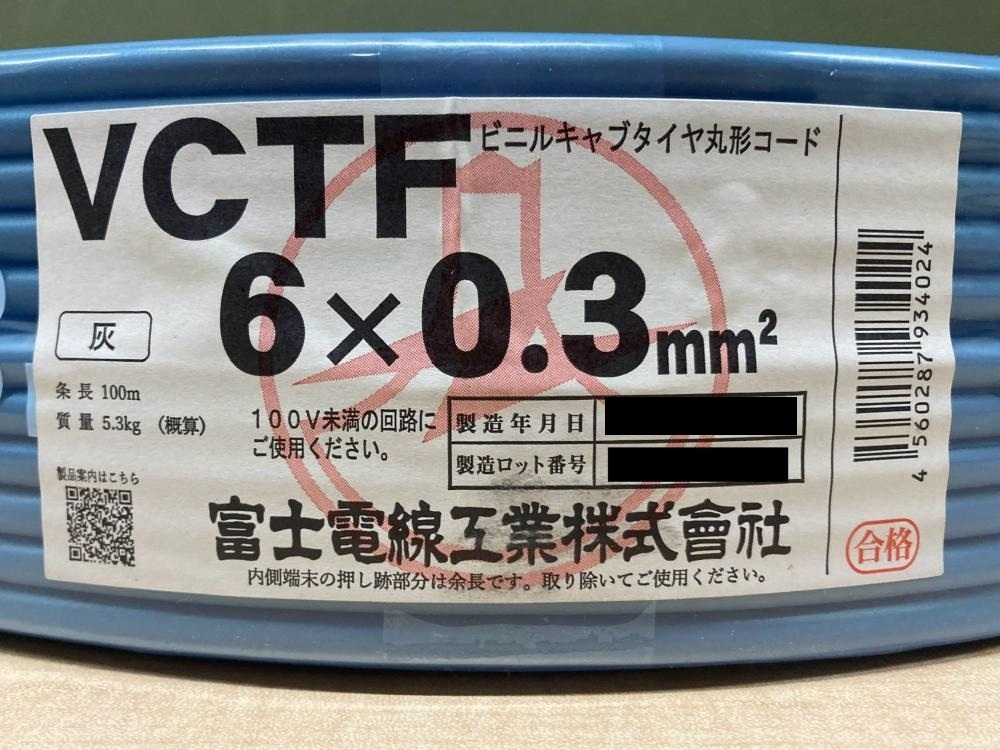 VCTF ビニルキャブタイヤ丸形コード
6×0.3mm²
灰
条長 100m
質量 5.3kg （概算）
100V未満の回路に
ご使用ください。
製造年月日
製造ロット番号
製品案内はこちら
富士電線工業株式會社
内側端末の押し跡部分は余長です。取り除いてご使用ください。
4560287934024
合格